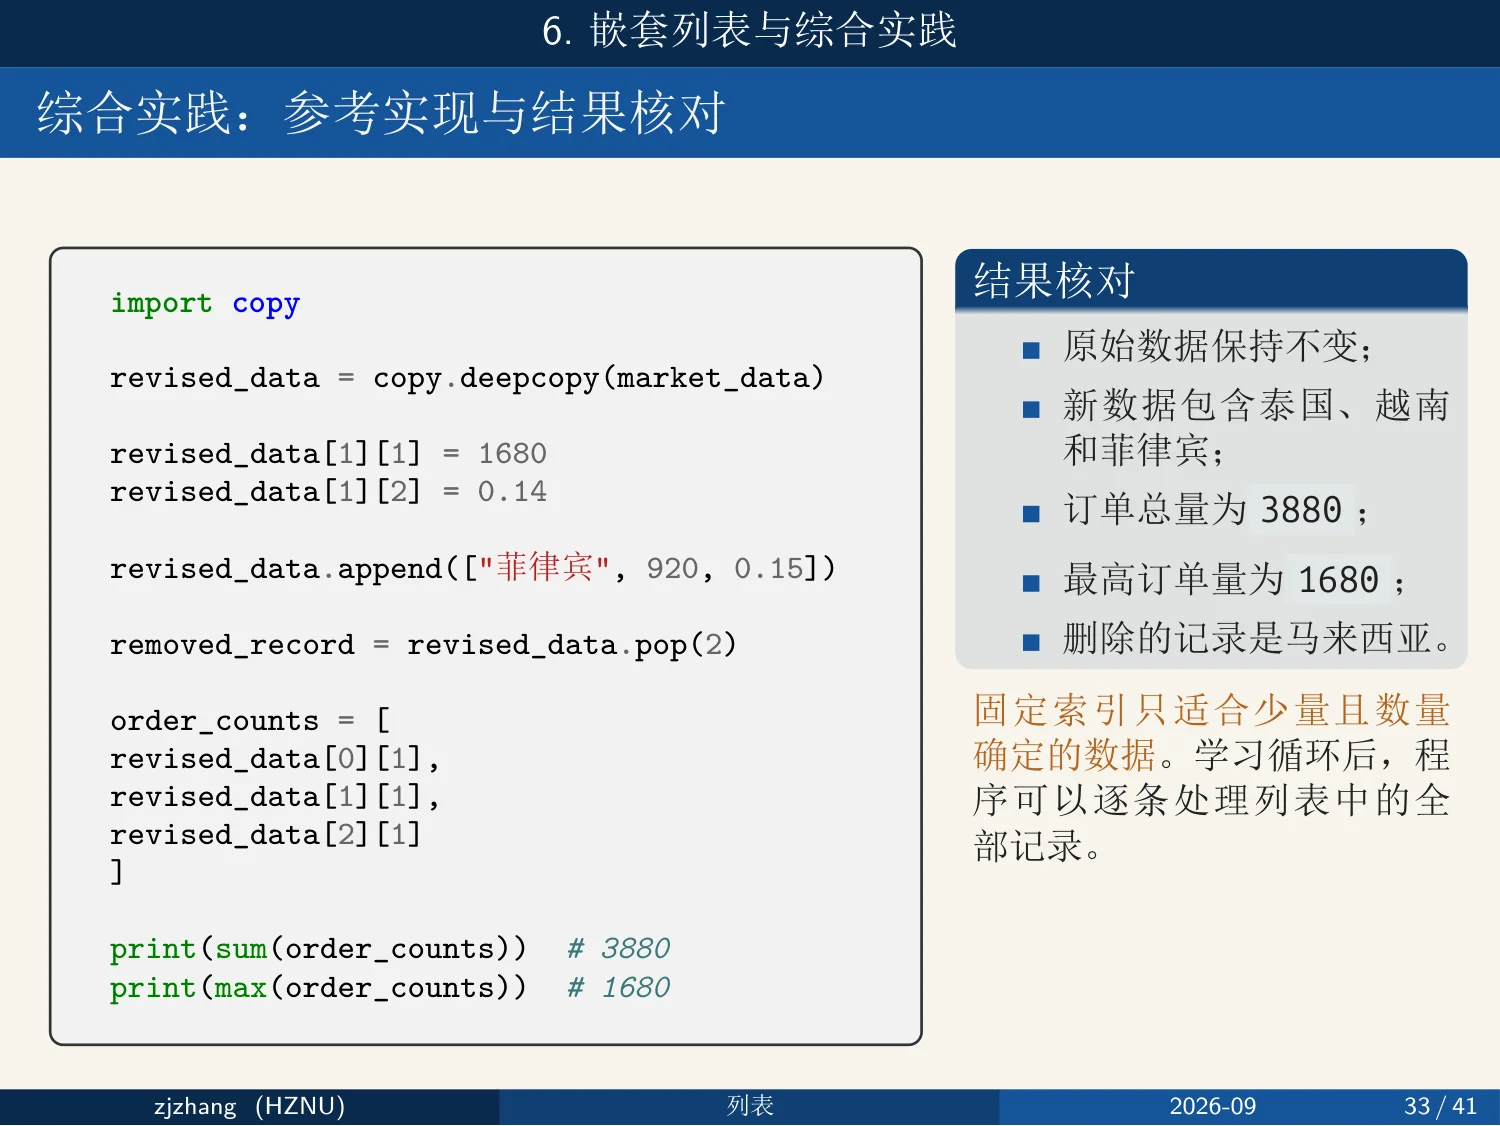 6. 嵌套列表与综合实践
综合实践：参考实现与结果核对
import copy
revised_data = copy.deepcopy(market_data)
revised_data[1][1] = 1680
revised_data[1][2] = 0.14
revised_data.append(["菲律宾", 920, 0.15])
removed_record = revised_data.pop(2)
order_counts = [
revised_data[0][1],
revised_data[1][1],
revised_data[2][1]
]
print(sum(order_counts))  # 3880
print(max(order_counts))  # 1680
结果核对
原始数据保持不变；
新数据包含泰国、越南
和菲律宾；
订单总量为 3880；
最高订单量为 1680；
删除的记录是马来西亚。
固定索引只适合少量且数量
确定的数据。学习循环后，程
序可以逐条处理列表中的全
部记录。
zjzhang (HZNU)
列表
2026-09
33 / 41